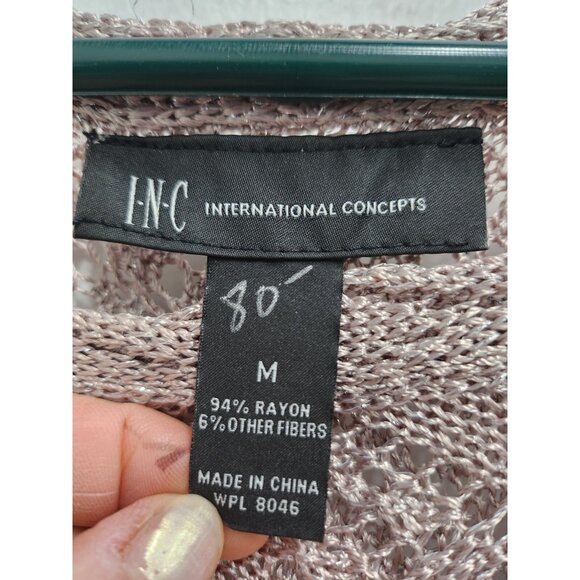 I·N·C INTERNATIONAL CONCEPTS
80-
M
94% RAYON
6% OTHER FIBERS
MADE IN CHINA
WPL 8046